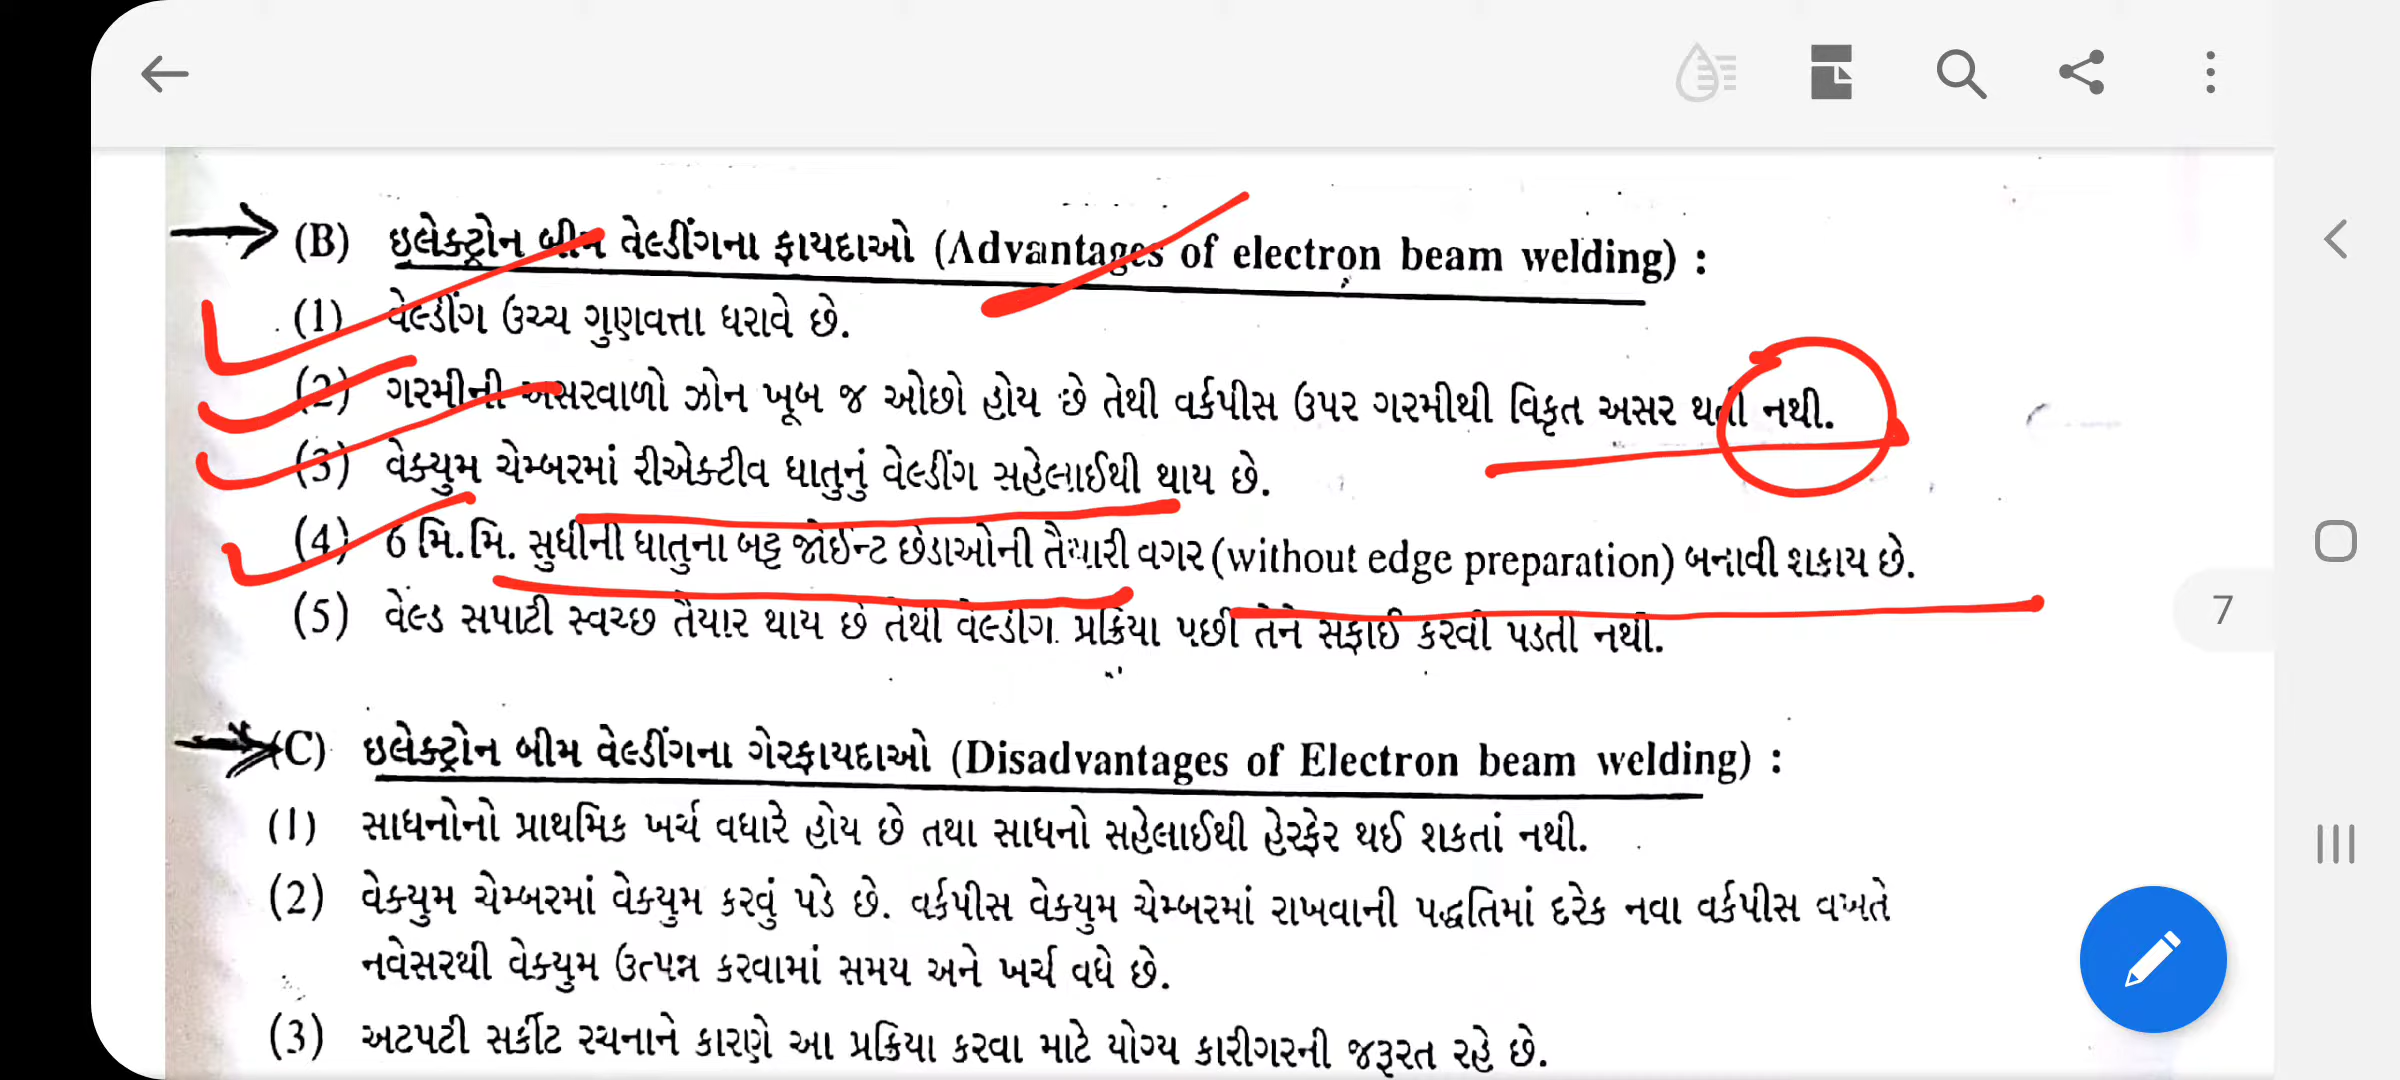 (B) ઇલેક્ટ્રોન બીમ વેલ્ડીંગના ફાયદાઓ (Advantages of electron beam welding) :
(1) વેલ્ડીંગ ઉચ્ચ ગુણવત્તા ધરાવે છે.
(2) ગરમીની અસરવાળો ઝોન ખૂબ જ ઓછો હોય છે તેથી વર્કપીસ ઉપર ગરમીથી વિકૃત અસર થતી નથી.
(3) વેક્યુમ ચેમ્બરમાં રીએક્ટીવ ધાતુનું વેલ્ડીંગ સહેલાઈથી થાય છે.
(4) 6 મિ.મિ. સુધીની ધાતુના બટ્ટ જોઈન્ટ છેડાઓની તૈયારી વગર (without edge preparation) બનાવી શકાય છે.
(5) વેલ્ડ સપાટી સ્વચ્છ તૈયાર થાય છે તેથી વેલ્ડીંગ પ્રક્રિયા પછી તેને સફાઈ કરવી પડતી નથી.
7
(C) ઇલેક્ટ્રોન બીમ વેલ્ડીંગના ગેરફાયદાઓ (Disadvantages of Electron beam welding) :
(1) સાધનોનો પ્રાથમિક ખર્ચ વધારે હોય છે તથા સાધનો સહેલાઈથી હેરફેર થઈ શકતાં નથી.
(2) વેક્યુમ ચેમ્બરમાં વેક્યુમ કરવું પડે છે. વર્કપીસ વેક્યુમ ચેમ્બરમાં રાખવાની પદ્ધતિમાં દરેક નવા વર્કપીસ વખતે
નવેસરથી વેક્યુમ ઉત્પન્ન કરવામાં સમય અને ખર્ચ વધે છે.
(3) અટપટી સર્કીટ રચનાને કારણે આ પ્રક્રિયા કરવા માટે યોગ્ય કારીગરની જરૂરત રહે છે.